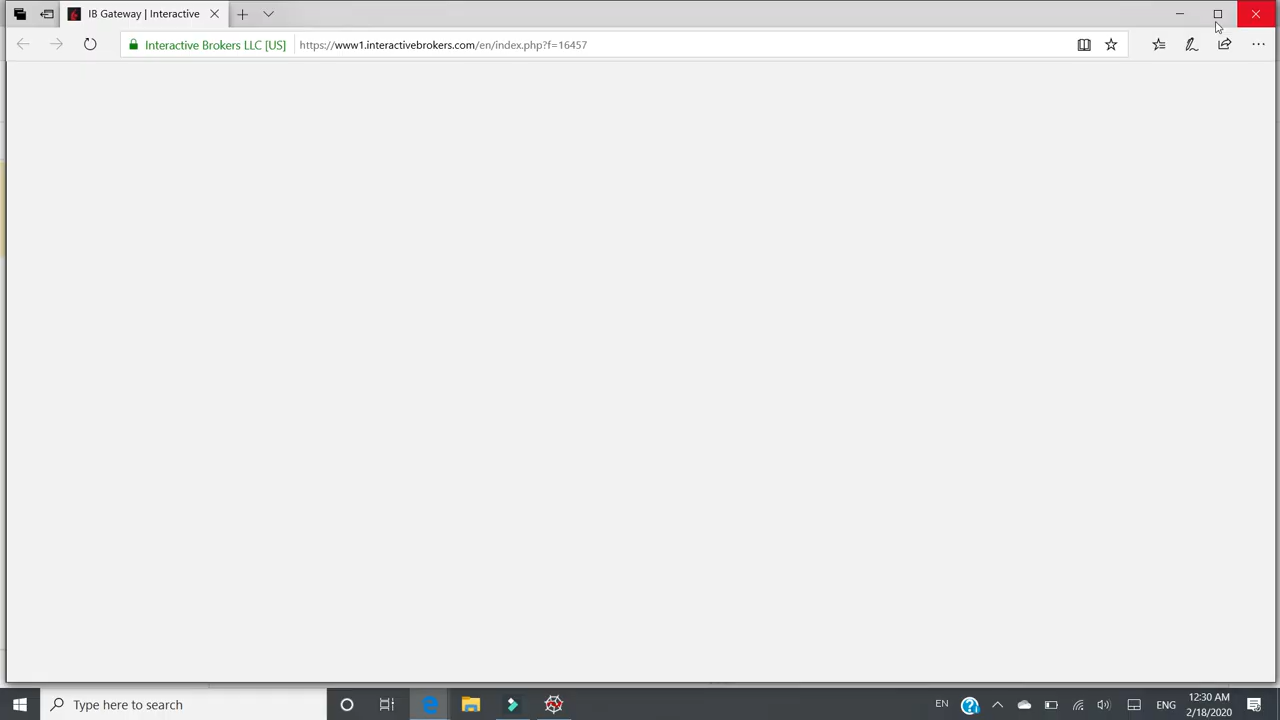 IB Gateway | Interactive
Interactive Brokers LLC [US]
https://www1.interactivebrokers.com/en/index.php?f=16457
Type here to search
EN
ENG
12:30 AM
2/18/2020